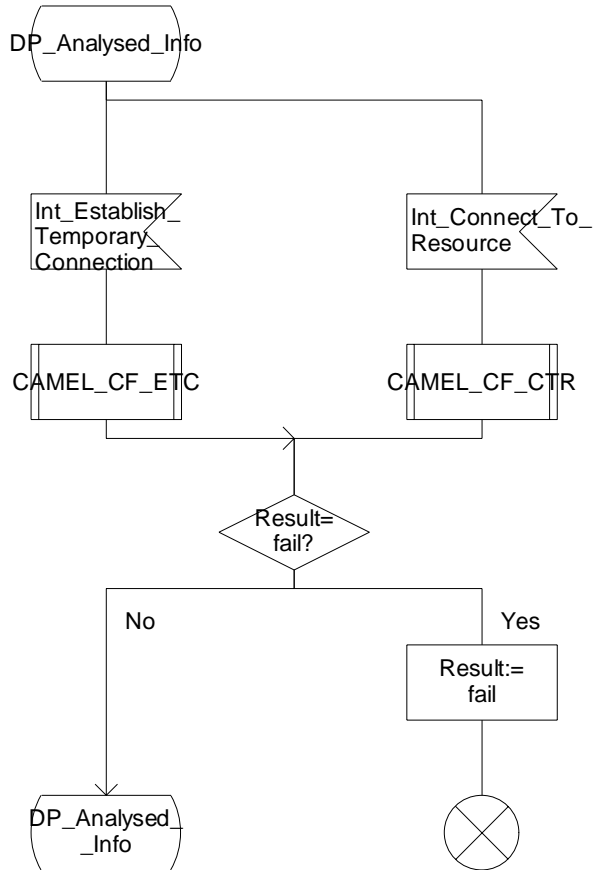 DP_Analysed_Info
Int_Establish_
Temporary_
Connection
Int_Connect_To_
Resource
CAMEL_CF_ETC
CAMEL_CF_CTR
Result=
fail?
No
Yes
Result:=
fail
DP_Analysed_
_Info